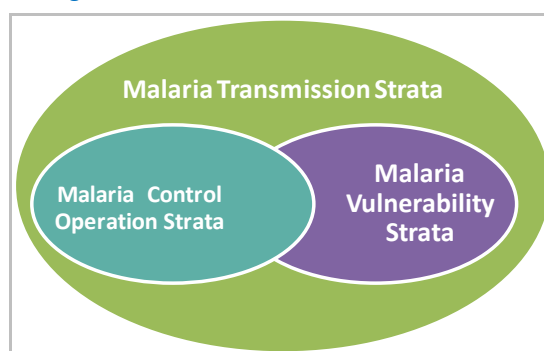 Malaria Transmission Strata
Malaria Control
Operation Strata
Malaria
Vulnerability
Strata